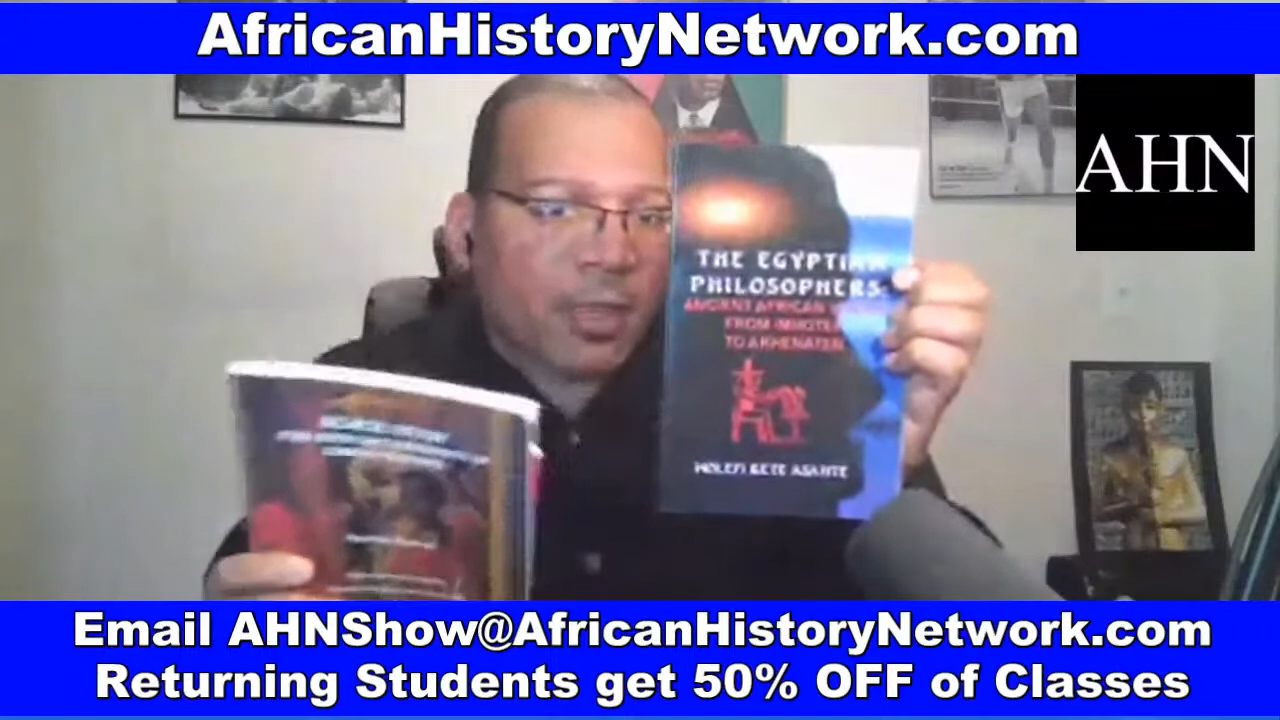 AfricanHistoryNetwork.com
AHN
THE EGYPTIAN
PHILOSOPHERS
ANCIENT AFRICAN
FROM IMHOTEP
TO AKHENATEN
MOLEFI KETE ASANTE
Email AHNShow@AfricanHistoryNetwork.com
Returning Students get 50% OFF of Classes